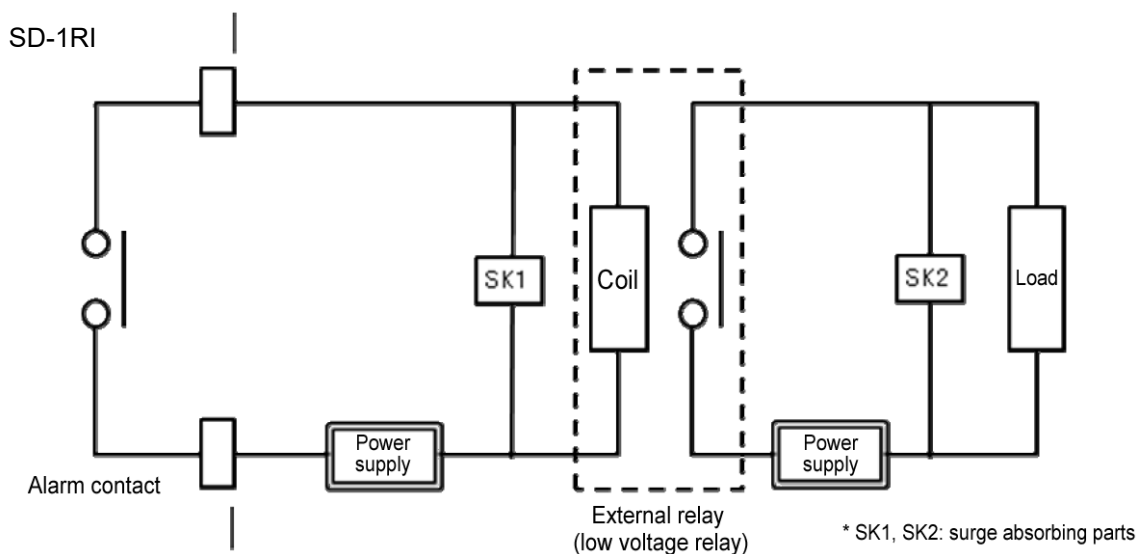 SD-1RI
SK1
Coil
SK2
Load
Power
supply
Power
supply
Alarm contact
External relay
(low voltage relay)
* SK1, SK2: surge absorbing parts